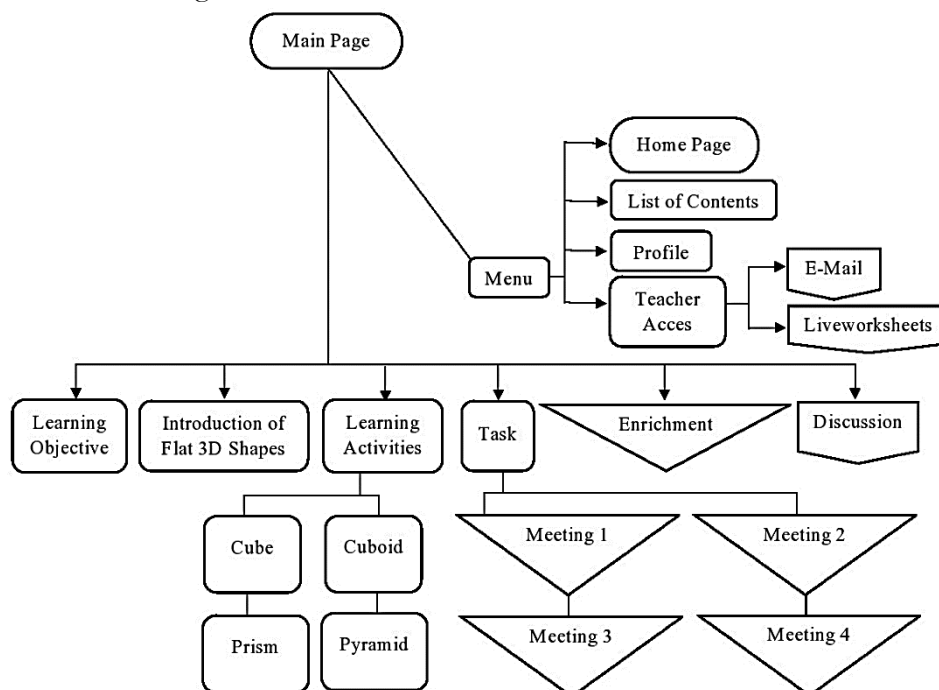 Main Page
Home Page
List of Contents
Profile
Menu
E-Mail
Teacher
Acces
Liveworksheets
Learning
Objective
Introduction of
Flat 3D Shapes
Learning
Activities
Task
Enrichment
Discussion
Cube
Cuboid
Meeting 1
Meeting 2
Prism
Pyramid
Meeting 3
Meeting 4